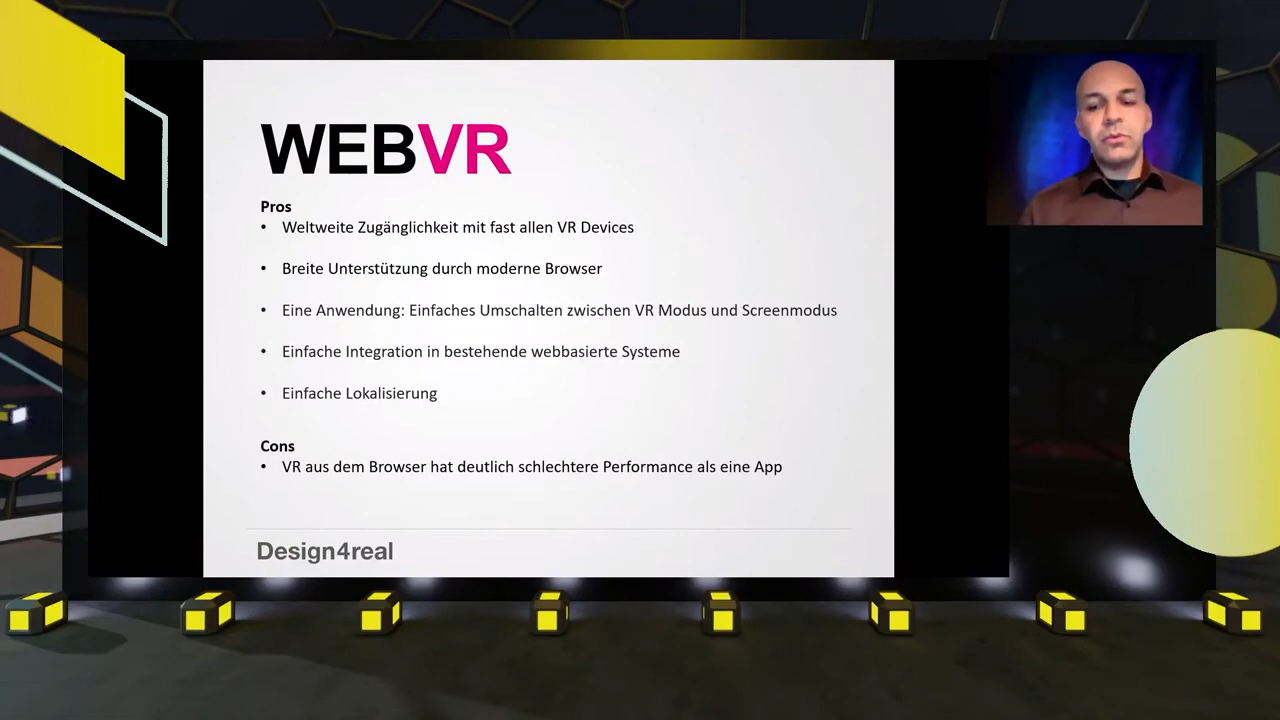 WEBVR
Pros
• Weltweite Zugänglichkeit mit fast allen VR Devices
• Breite Unterstützung durch moderne Browser
• Eine Anwendung: Einfaches Umschalten zwischen VR Modus und Screenmodus
• Einfache Integration in bestehende webbasierte Systeme
• Einfache Lokalisierung
Cons
• VR aus dem Browser hat deutlich schlechtere Performance als eine App
Design4real